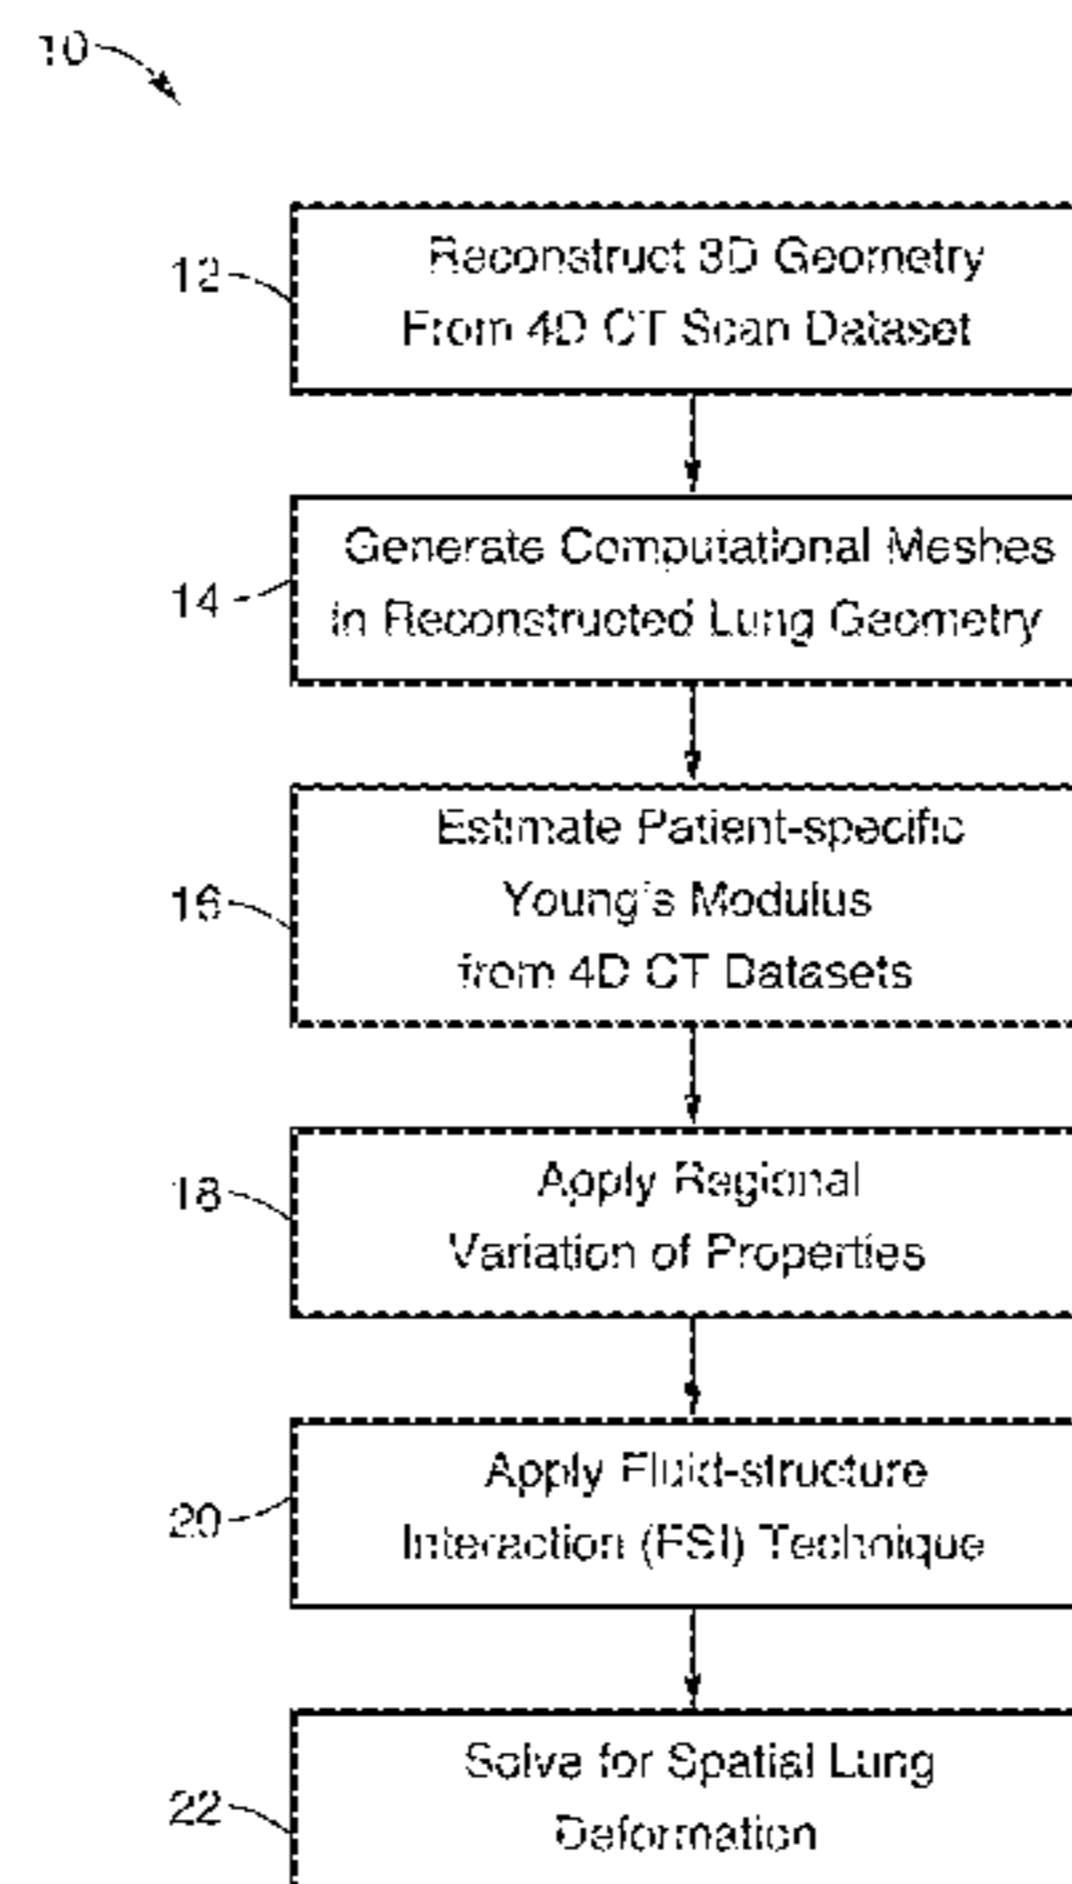 10
12
Reconstruct 3D Geometry
From 4D CT Scan Dataset
14
Generate Computational Meshes
in Reconstructed Lung Geometry
16
Estimate Patient-specific
Young's Modulus
from 4D CT Datasets
18
Apply Regional
Variation of Properties
20
Apply Fluid-structure
Interaction (FSI) Technique
22
Solve for Spatial Lung
Deformation